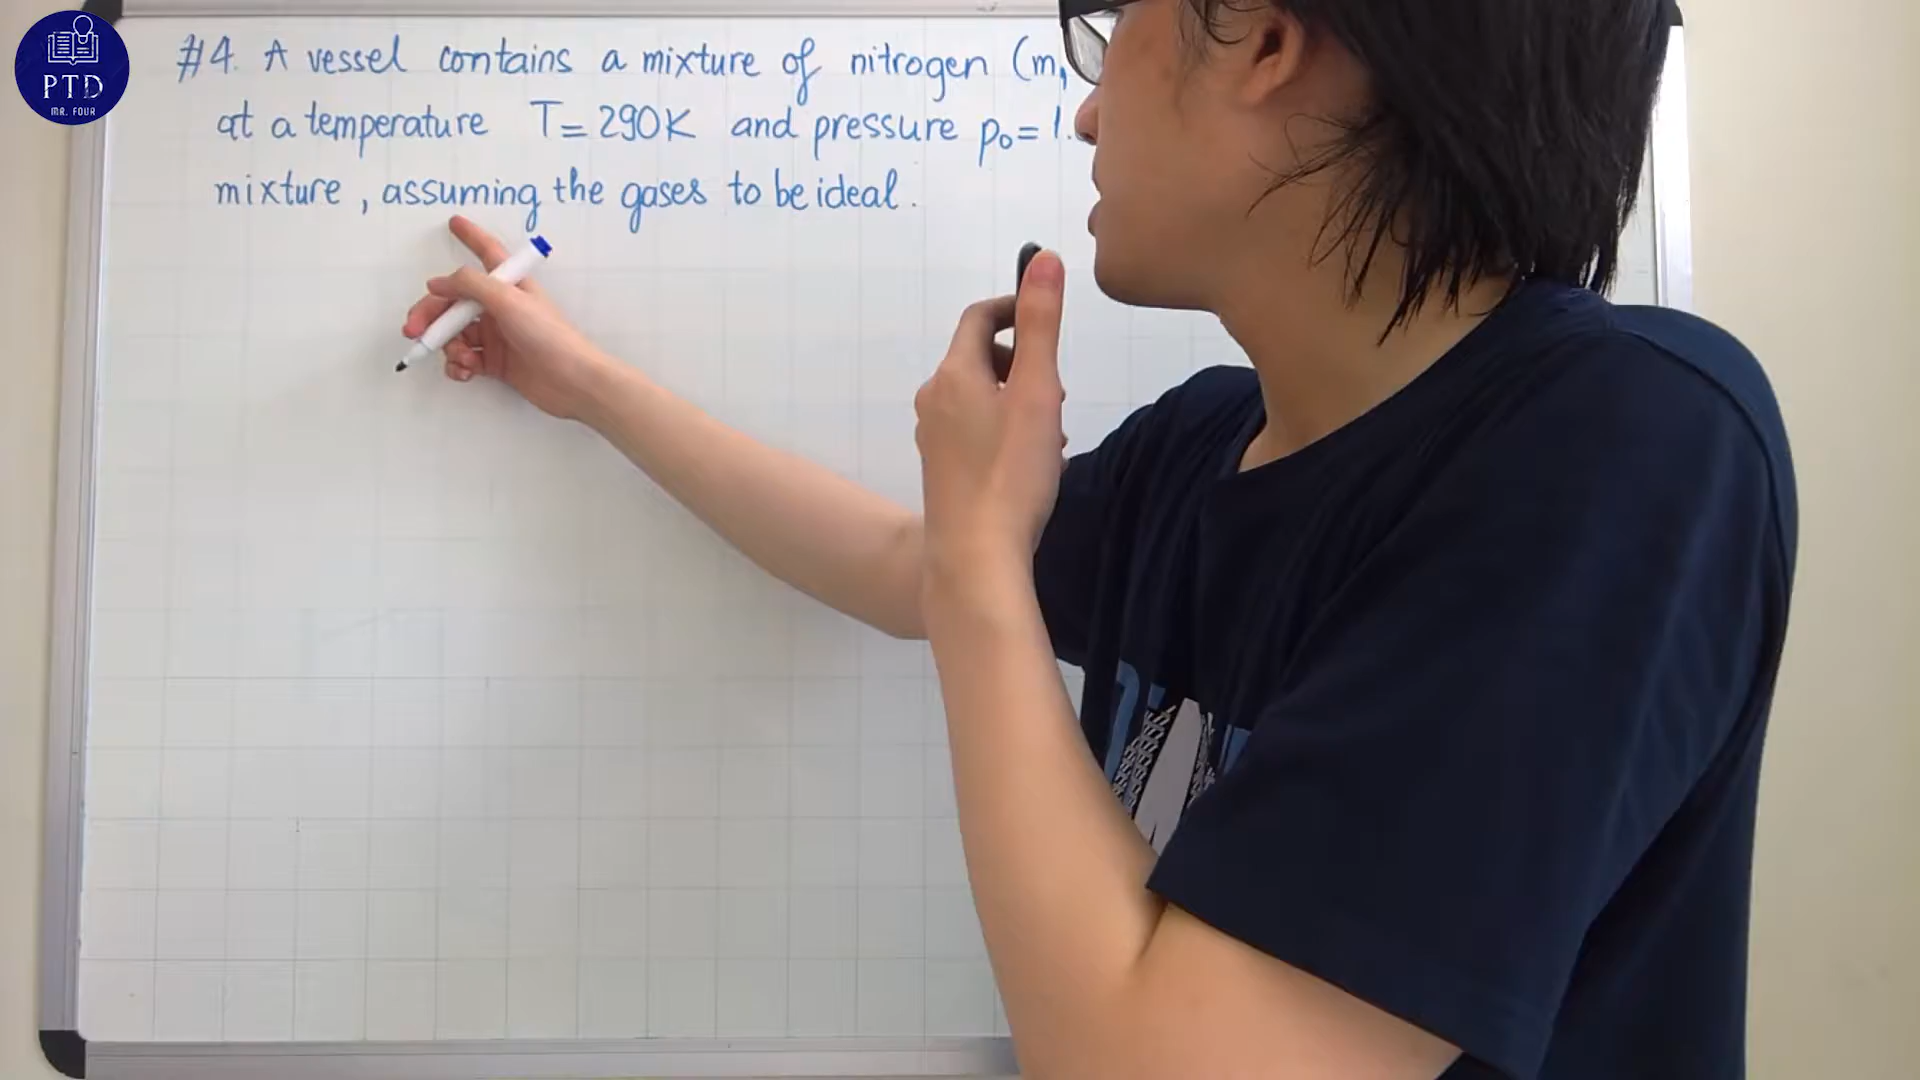 PTD
MR. FOUR
#4. A vessel contains a mixture of nitrogen (m,
at a temperature T = 290K and pressure p₀ = 1.
mixture, assuming the gases to be ideal.